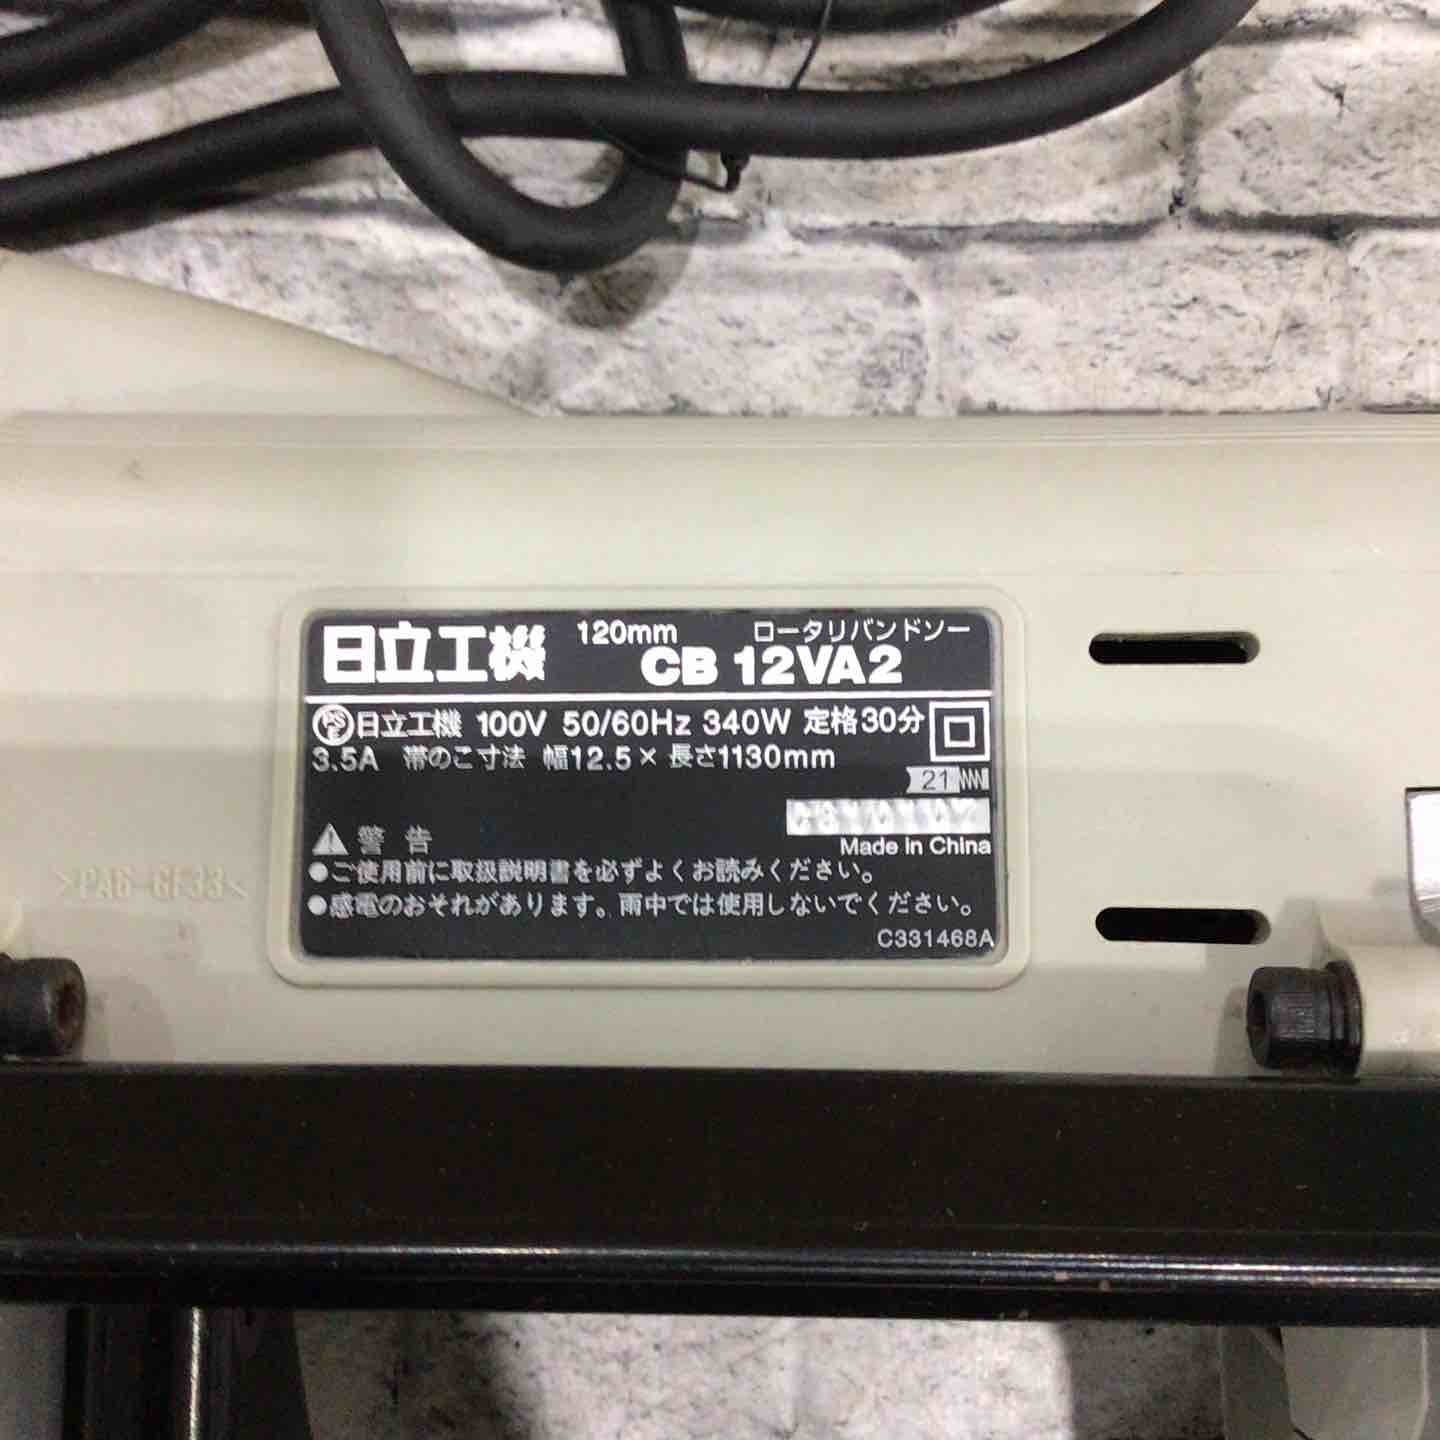 日立工機 120mm ロータリバンドソー
CB 12VA2
PS E 日立工機 100V 50/60Hz 340W 定格30分
3.5A 帯のこ寸法 幅12.5×長さ1130mm
21
Made in China
警告
●ご使用前に取扱説明書を必ずよくお読みください。
●感電のおそれがあります。雨中では使用しないでください。
C331468A
>PA6-GF33<